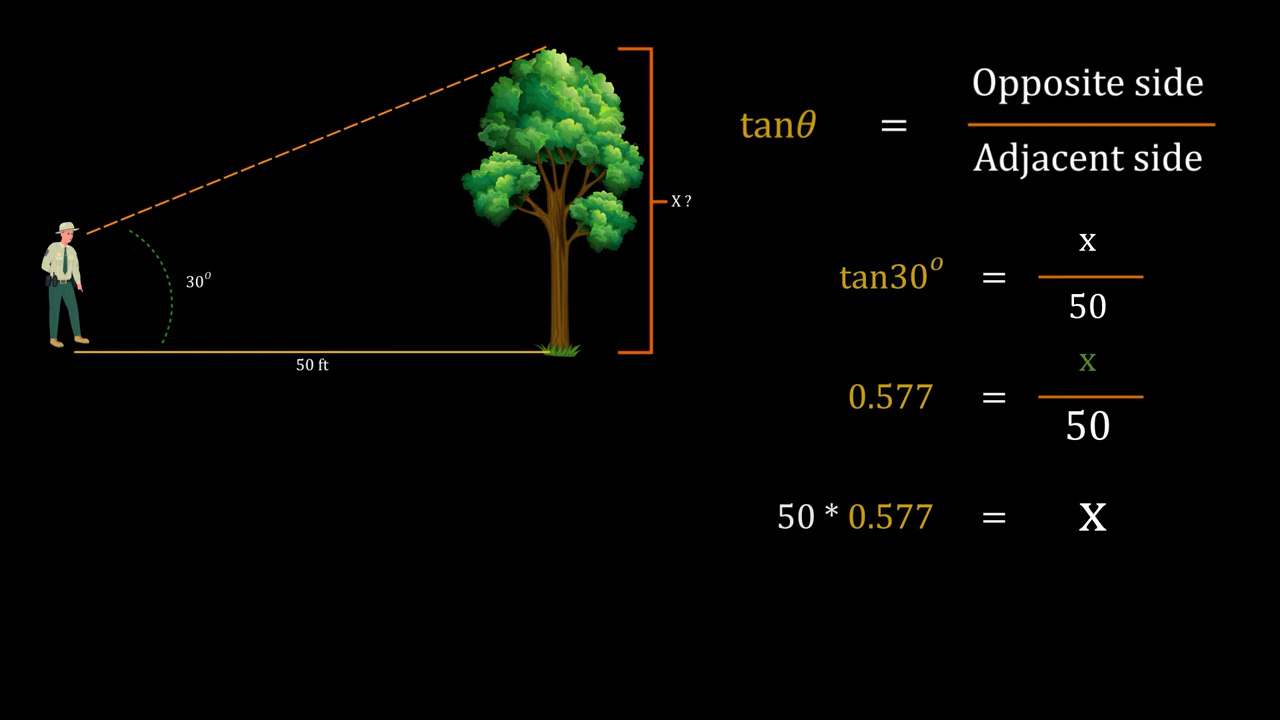 30°
50 ft
X ?
tanθ = Opposite side / Adjacent side
tan30° = x / 50
0.577 = x / 50
50 * 0.577 = x